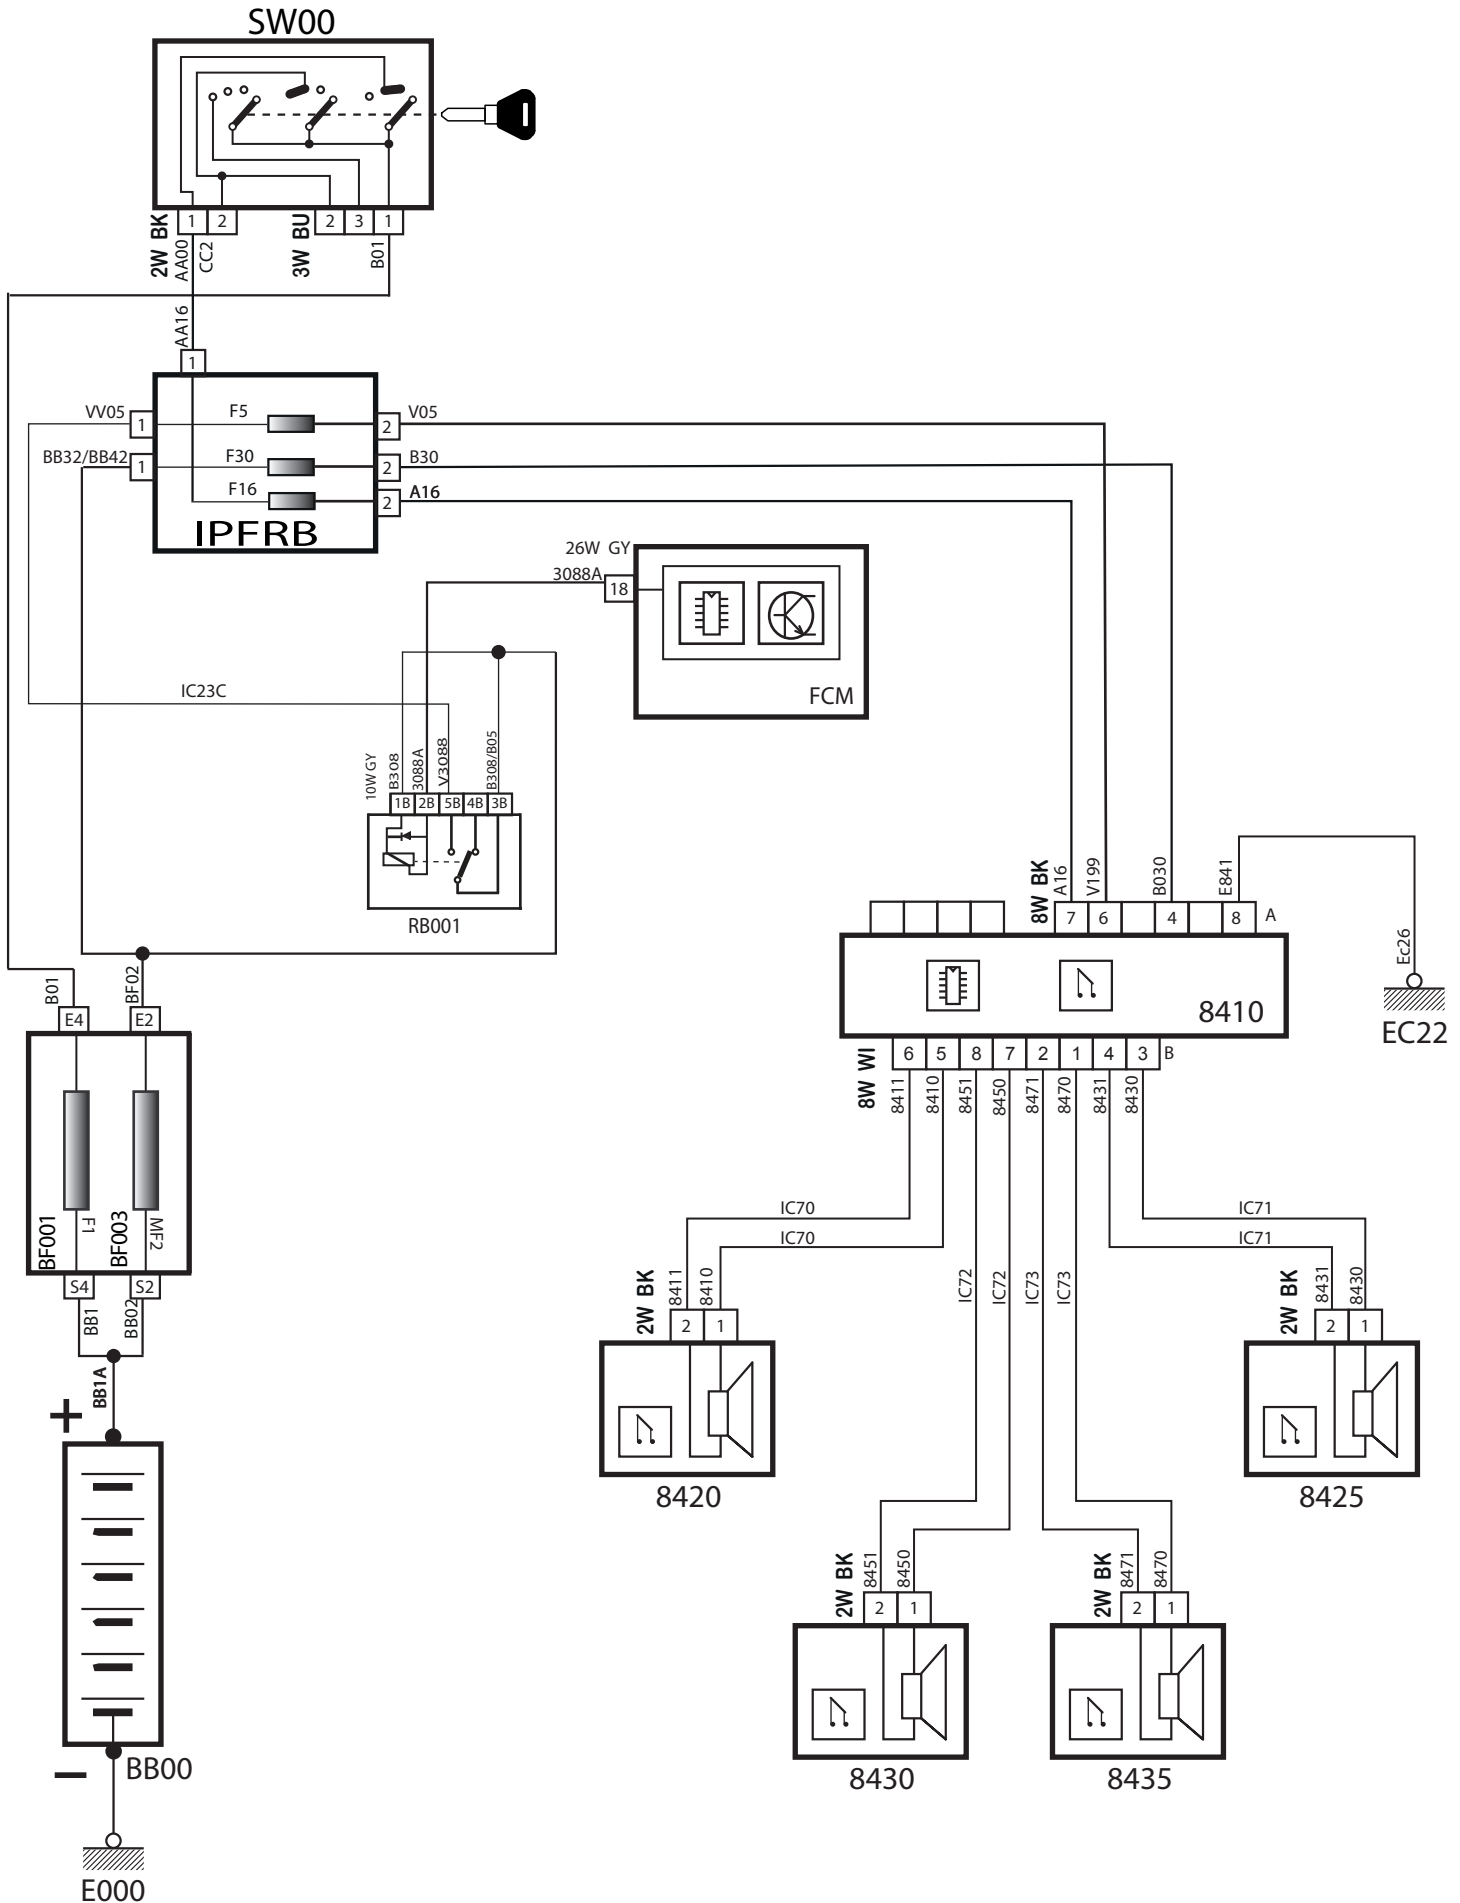 SW00
1
2
2
3
1
2W BK
AA00
CC2
3W BU
B01
AA16
1
VV05
1
F5
2
V05
BB32/BB42
1
F30
2
B30
F16
2
A16
IPFRB
26W GY
3088A
18
FCM
IC23C
10W GY
B308
3088A
V3088
B308/B05
1B
2B
5B
4B
3B
RB001
8W BK
A16
V199
B030
E841
7
6
4
8
A
Ec26
EC22
8410
B01
BF02
E4
E2
8W WI
6
5
8
7
2
1
4
3
B
8411
8410
8451
8450
8471
8470
8431
8430
BF001
F1
BF003
MF2
S4
S2
BB1
BB02
BB1A
+
IC70
IC70
IC71
IC71
IC72
IC72
IC73
IC73
2W BK
8411
8410
2
1
8420
2W BK
8431
8430
2
1
8425
2W BK
8451
8450
2
1
8430
2W BK
8471
8470
2
1
8435
–
BB00
E000